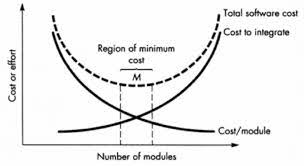 Total software cost
Cost to integrate
Region of minimum
cost
M
Cost or effort
Cost/module
Number of modules